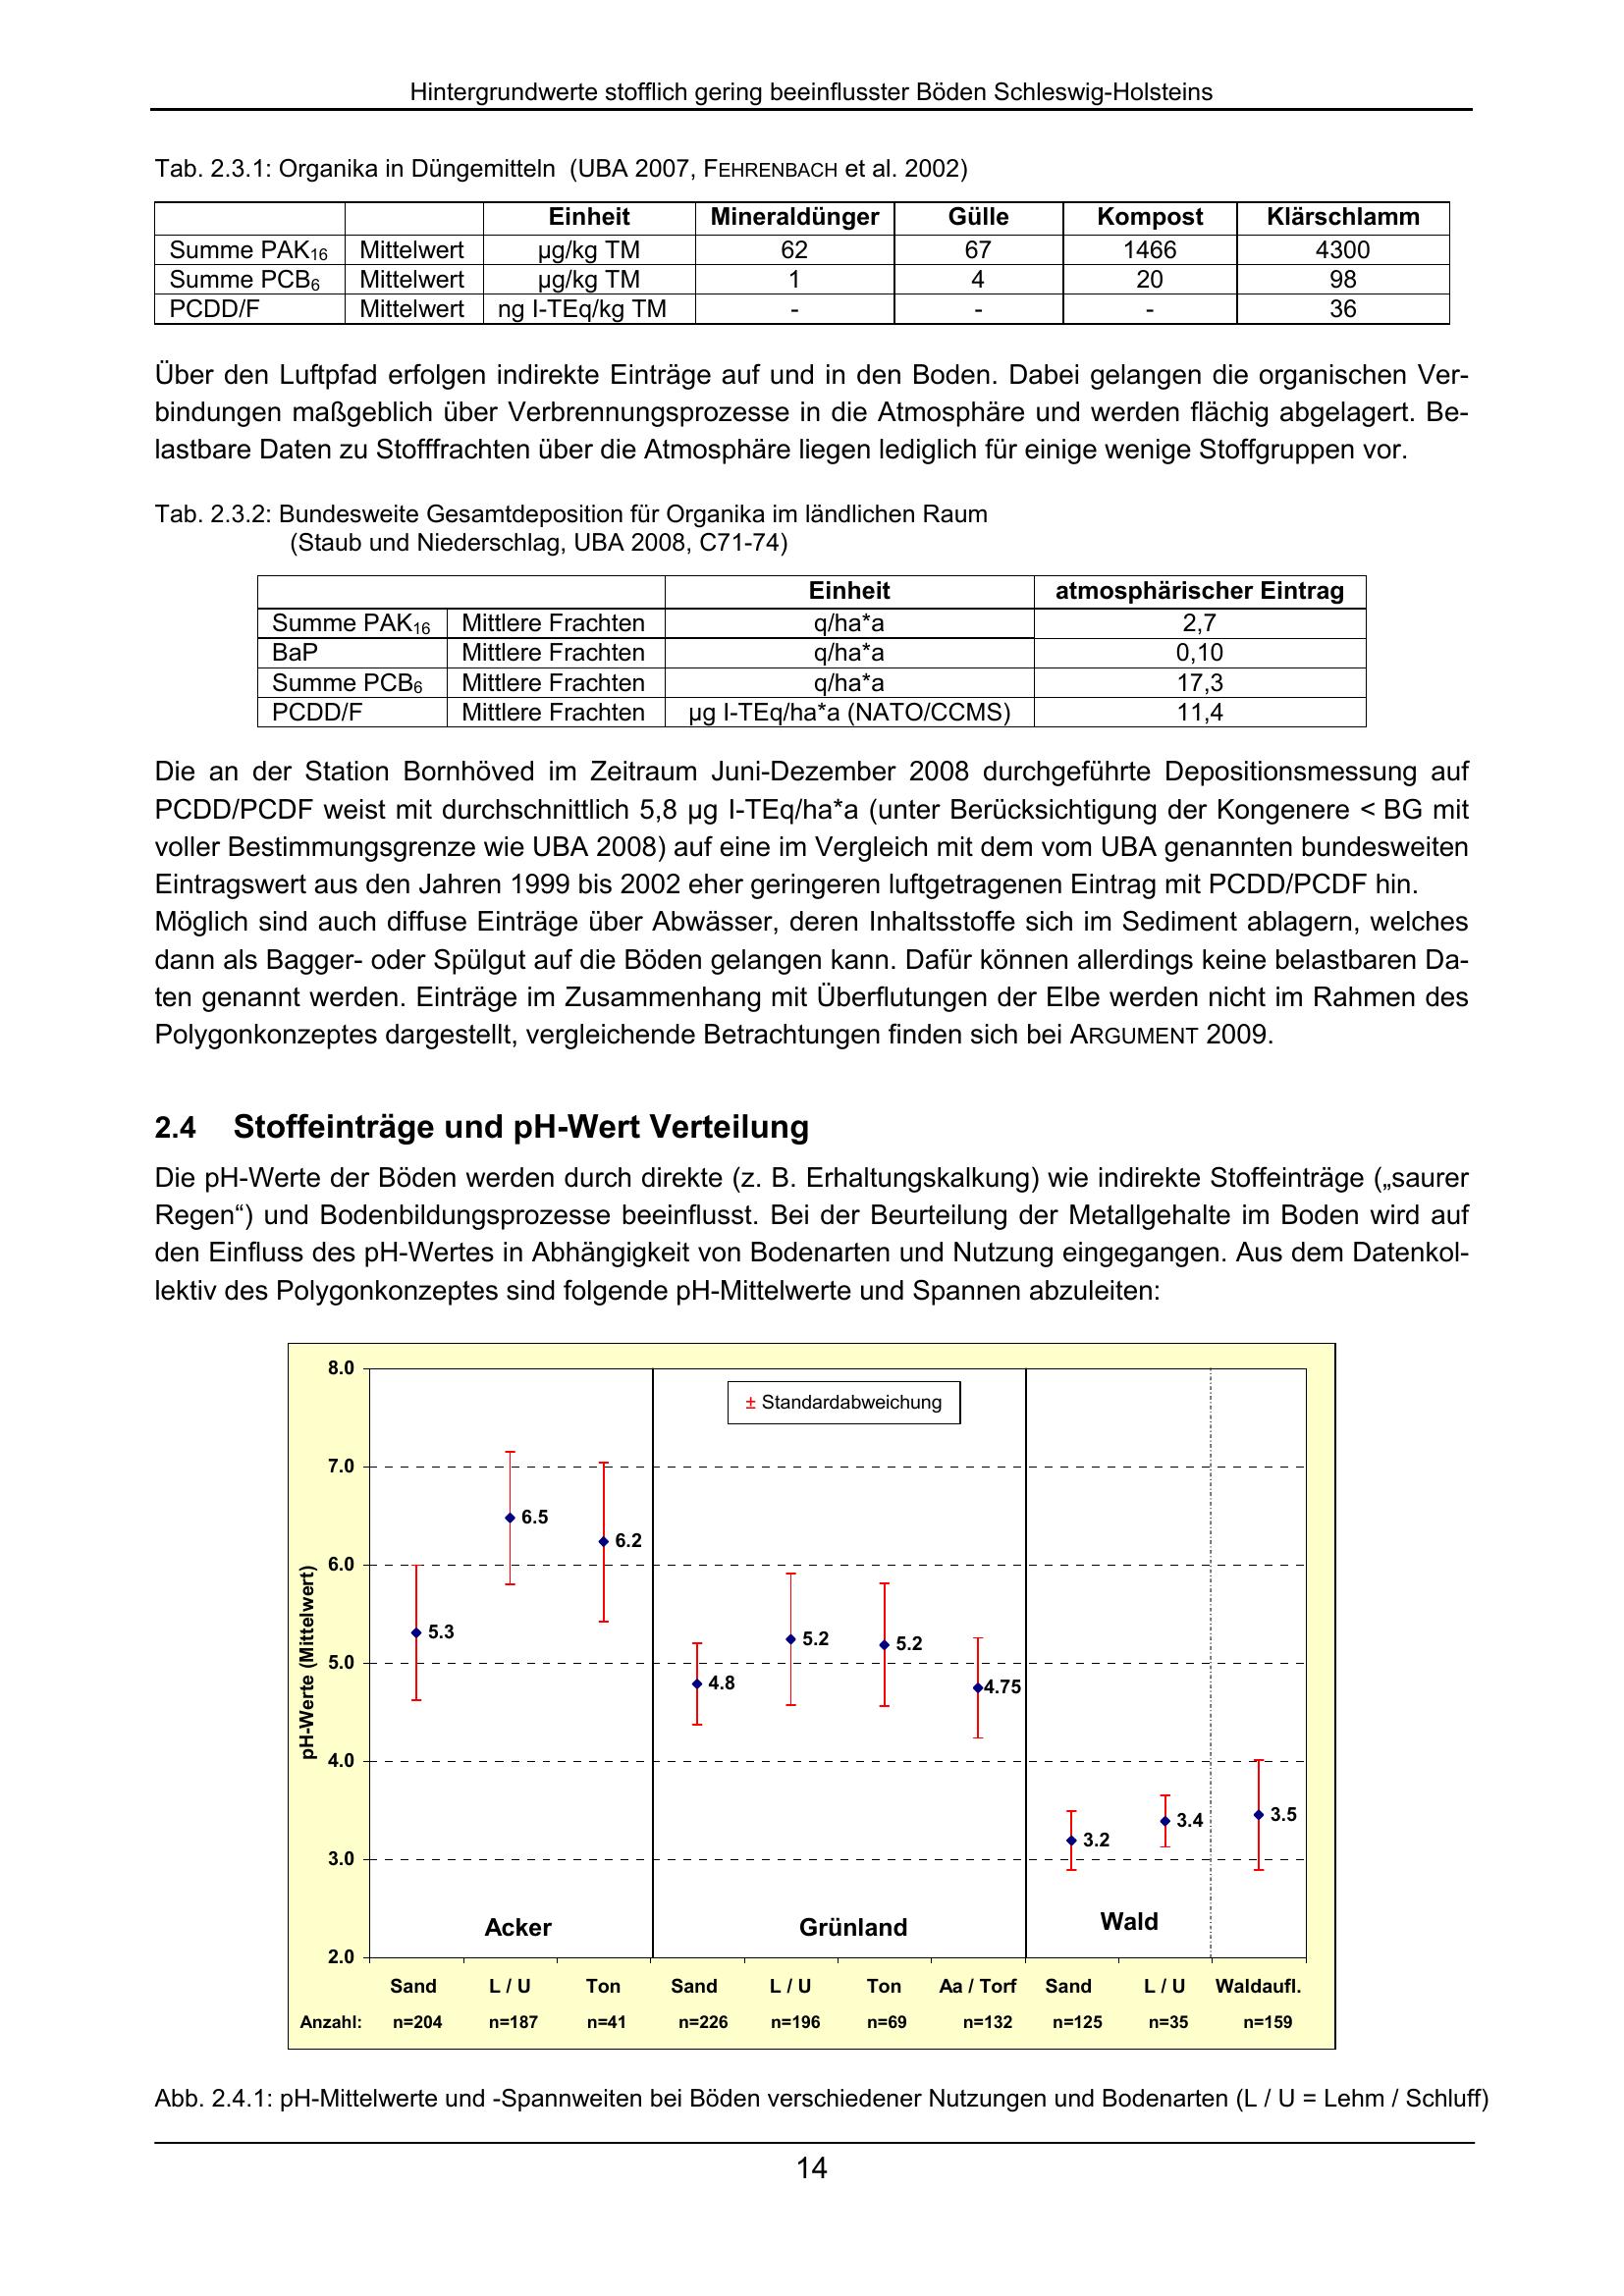 Hintergrundwerte stofflich gering beeinflusster Böden Schleswig-Holsteins
Tab. 2.3.1: Organika in Düngemitteln (UBA 2007, FEHRENBACH et al. 2002)
Einheit Mineraldünger Gülle Kompost Klärschlamm
Summe PAK16 Mittelwert µg/kg TM 62 67 1466 4300
Summe PCB6 Mittelwert µg/kg TM 1 4 20 98
PCDD/F Mittelwert ng I-TEq/kg TM - - - 36
Über den Luftpfad erfolgen indirekte Einträge auf und in den Boden. Dabei gelangen die organischen Ver-
bindungen maßgeblich über Verbrennungsprozesse in die Atmosphäre und werden flächig abgelagert. Be-
lastbare Daten zu Stofffrachten über die Atmosphäre liegen lediglich für einige wenige Stoffgruppen vor.
Tab. 2.3.2: Bundesweite Gesamtdeposition für Organika im ländlichen Raum
(Staub und Niederschlag, UBA 2008, C71-74)
Einheit atmosphärischer Eintrag
Summe PAK16 Mittlere Frachten q/ha*a 2,7
BaP Mittlere Frachten q/ha*a 0,10
Summe PCB6 Mittlere Frachten q/ha*a 17,3
PCDD/F Mittlere Frachten µg I-TEq/ha*a (NATO/CCMS) 11,4
Die an der Station Bornhöved im Zeitraum Juni-Dezember 2008 durchgeführte Depositionsmessung auf
PCDD/PCDF weist mit durchschnittlich 5,8 µg I-TEq/ha*a (unter Berücksichtigung der Kongenere < BG mit
voller Bestimmungsgrenze wie UBA 2008) auf eine im Vergleich mit dem vom UBA genannten bundesweiten
Eintragswert aus den Jahren 1999 bis 2002 eher geringeren luftgetragenen Eintrag mit PCDD/PCDF hin.
Möglich sind auch diffuse Einträge über Abwässer, deren Inhaltsstoffe sich im Sediment ablagern, welches
dann als Bagger- oder Spülgut auf die Böden gelangen kann. Dafür können allerdings keine belastbaren Da-
ten genannt werden. Einträge im Zusammenhang mit Überflutungen der Elbe werden nicht im Rahmen des
Polygonkonzeptes dargestellt, vergleichende Betrachtungen finden sich bei ARGUMENT 2009.
2.4 Stoffeinträge und pH-Wert Verteilung
Die pH-Werte der Böden werden durch direkte (z. B. Erhaltungskalkung) wie indirekte Stoffeinträge („saurer
Regen“) und Bodenbildungsprozesse beeinflusst. Bei der Beurteilung der Metallgehalte im Boden wird auf
den Einfluss des pH-Wertes in Abhängigkeit von Bodenarten und Nutzung eingegangen. Aus dem Datenkol-
lektiv des Polygonkonzeptes sind folgende pH-Mittelwerte und Spannen abzuleiten:
8.0
± Standardabweichung
7.0
6.5
6.2
6.0
pH-Werte (Mittelwert)
5.3
5.2
5.2
5.0
4.8
4.75
4.0
3.5
3.4
3.2
3.0
Acker Grünland Wald
2.0
Sand L / U Ton Sand L / U Ton Aa / Torf Sand L / U Waldaufl.
Anzahl: n=204 n=187 n=41 n=226 n=196 n=69 n=132 n=125 n=35 n=159
Abb. 2.4.1: pH-Mittelwerte und -Spannweiten bei Böden verschiedener Nutzungen und Bodenarten (L / U = Lehm / Schluff)
14